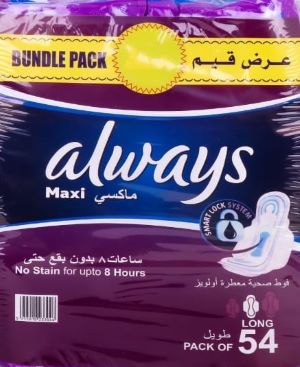 BUNDLE PACK عرض قيم
always
Maxi ماكسي
SMART LOCK SYSTEM
ساعات ٨ بدون بقع حتى
No Stain for upto 8 Hours
فوط صحية معطرة أولويز
LONG
طويل
PACK OF 54